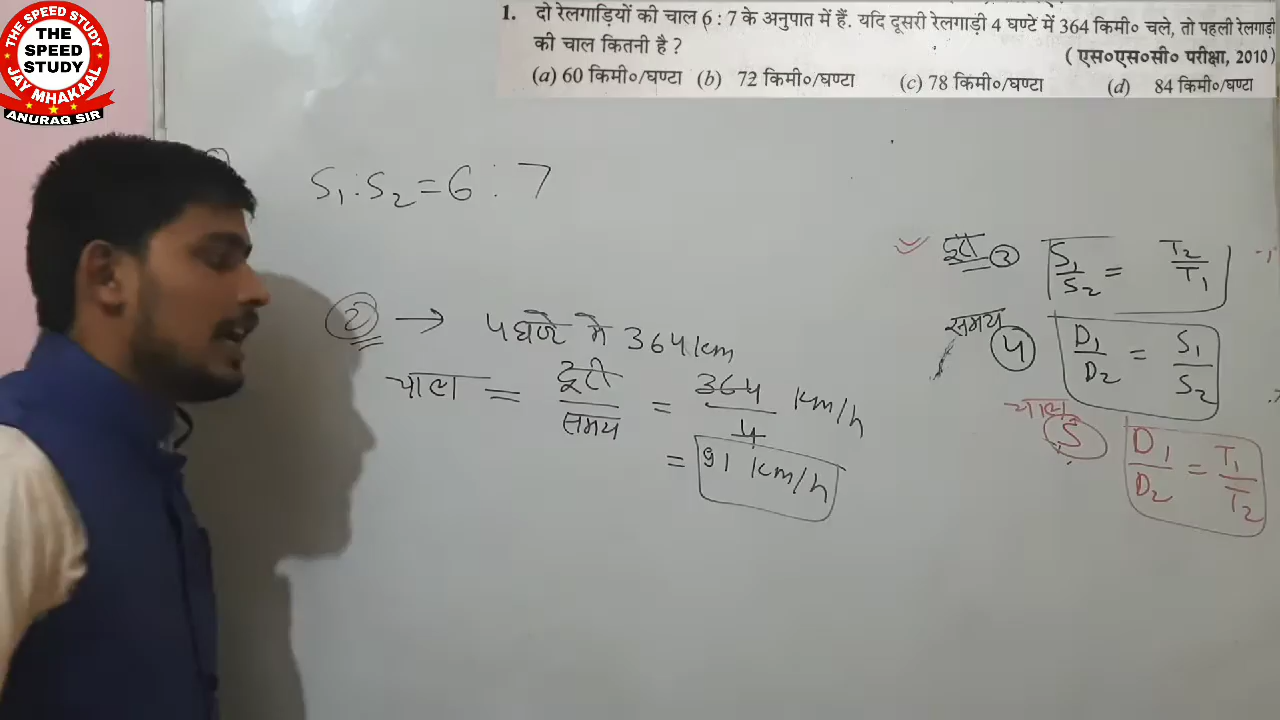 THE SPEED STUDY
THE
SPEED
STUDY
JAY MHAKAAL
ANURAG SIR
1. दो रेलगाड़ियों की चाल 6 : 7 के अनुपात में हैं. यदि दूसरी रेलगाड़ी 4 घण्टे में 364 किमी० चले, तो पहली रेलगाड़ी
की चाल कितनी है ?
( एस०एस०सी० परीक्षा, 2010)
(a) 60 किमी०/घण्टा (b) 72 किमी०/घण्टा (c) 78 किमी०/घण्टा (d) 84 किमी०/घण्टा
S₁ : S₂ = 6 : 7
② → 4 घण्टे में 364 km
चाल = दूरी / समय = 364 / 4 km/h
= 91 km/h
दूरी ③ S₁/S₂ = T₂/T₁
समय ④ D₁/D₂ = S₁/S₂
चाल 5 D₁/D₂ = T₁/T₂